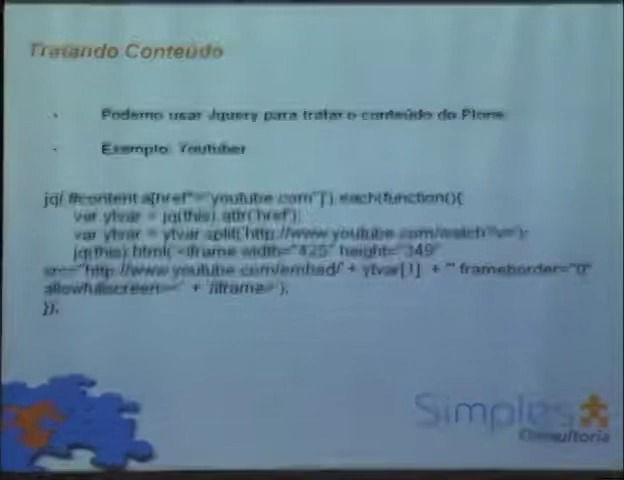 Tratando Conteúdo
- Podemo usar Jquery para tratar o conteúdo do Plone
- Exemplo: Youtuber
jq('#content a[href*="youtube.com"]').each(function(){
var ytvar = jq(this).attr('href');
var ytvar = ytvar.split('http://www.youtube.com/watch?v=');
jq(this).html('<iframe width="425" height="349"
src="http://www.youtube.com/embed/' + ytvar[1] + '" frameborder="0"
allowfullscreen>' + '/iframe>');
});
Simples
Consultoria